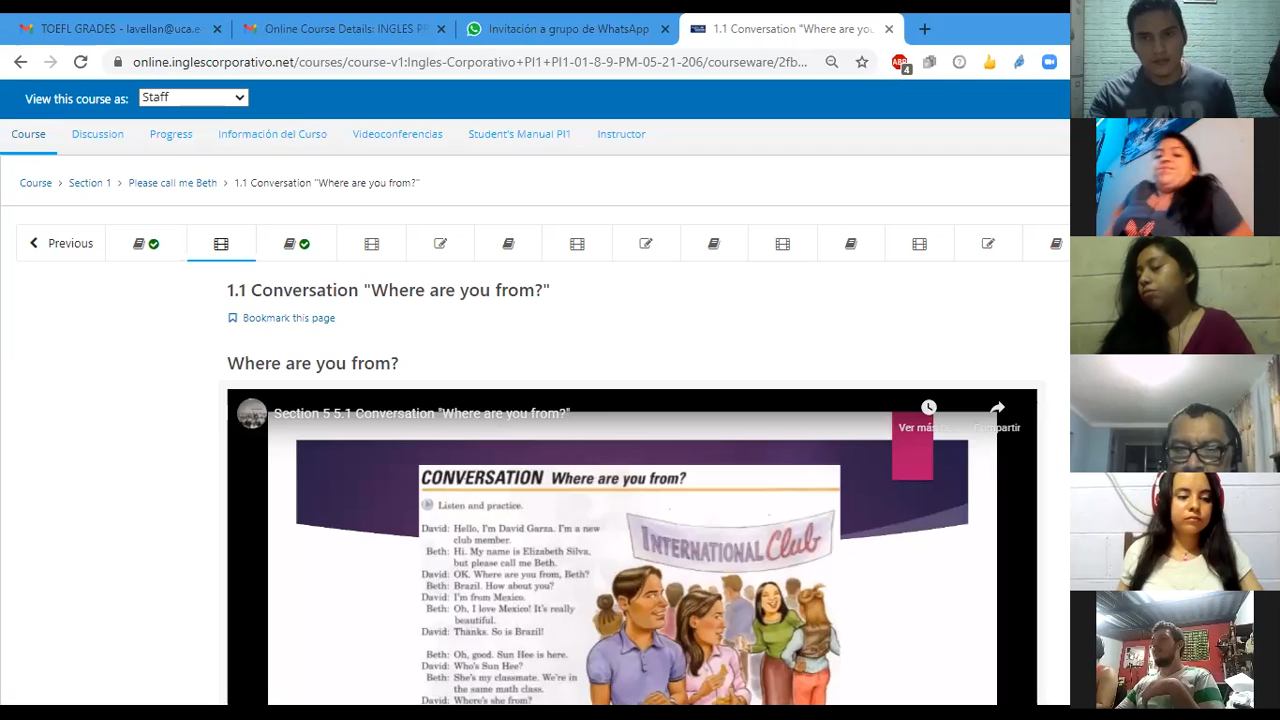 TOEFL GRADES - lavellan@uca.e
Online Course Details: INGLES PR
Invitación a grupo de WhatsApp
1.1 Conversation "Where are you
online.inglescorporativo.net/courses/course-v1:Ingles-Corporativo+PI1+PI1-01-8-9-PM-05-21-206/courseware/2fb...
ABP
4
View this course as:
Staff
Course
Discussion
Progress
Información del Curso
Videoconferencias
Student's Manual PI1
Instructor
Course > Section 1 > Please call me Beth > 1.1 Conversation "Where are you from?"
Previous
1.1 Conversation "Where are you from?"
Bookmark this page
Where are you from?
Section 5 5.1 Conversation "Where are you from?"
Ver más
Compartir
CONVERSATION Where are you from?
Listen and practice.
David: Hello, I'm David Garza. I'm a new
club member.
Beth: Hi. My name is Elizabeth Silva,
but please call me Beth.
David: OK. Where are you from, Beth?
Beth: Brazil. How about you?
David: I'm from Mexico.
Beth: Oh, I love Mexico! It's really
beautiful.
David: Thanks. So is Brazil!
Beth: Oh, good. Sun Hee is here.
David: Who's Sun Hee?
Beth: She's my classmate. We're in
the same math class.
David: Where's she from?
INTERNATIONAL Club